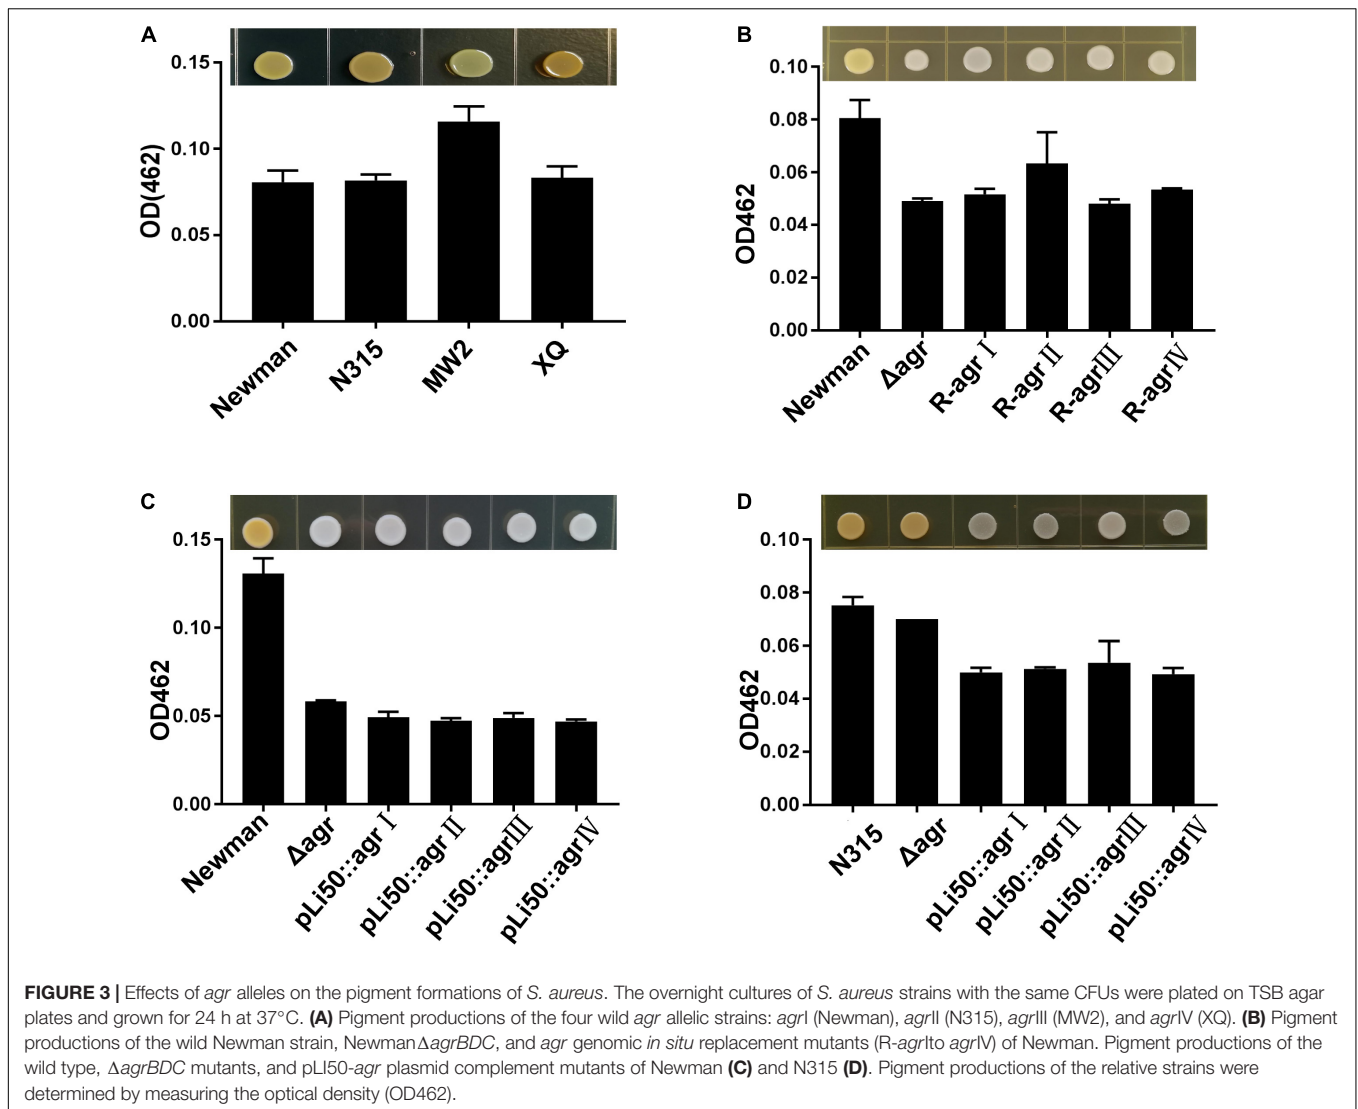 A
B
0.15
0.10
0.05
0.00
OD(462)
Newman
N315
MW2
XQ
0.10
0.08
0.06
0.04
0.02
0.00
OD462
Newman
Δagr
R-agr Ⅰ
R-agr Ⅱ
R-agrⅢ
R-agrⅣ
C
D
0.15
0.10
0.05
0.00
OD462
Newman
Δagr
pLi50::agr Ⅰ
pLi50::agr Ⅱ
pLi50::agrⅢ
pLi50::agrⅣ
0.10
0.08
0.06
0.04
0.02
0.00
OD462
N315
Δagr
pLi50::agr Ⅰ
pLi50::agr Ⅱ
pLi50::agrⅢ
pLi50::agrⅣ
FIGURE 3 | Effects of agr alleles on the pigment formations of S. aureus. The overnight cultures of S. aureus strains with the same CFUs were plated on TSB agar
plates and grown for 24 h at 37°C. (A) Pigment productions of the four wild agr allelic strains: agrI (Newman), agrII (N315), agrIII (MW2), and agrIV (XQ). (B) Pigment
productions of the wild Newman strain, NewmanΔagrBDC, and agr genomic in situ replacement mutants (R-agrIto agrIV) of Newman. Pigment productions of the
wild type, ΔagrBDC mutants, and pLI50-agr plasmid complement mutants of Newman (C) and N315 (D). Pigment productions of the relative strains were
determined by measuring the optical density (OD462).